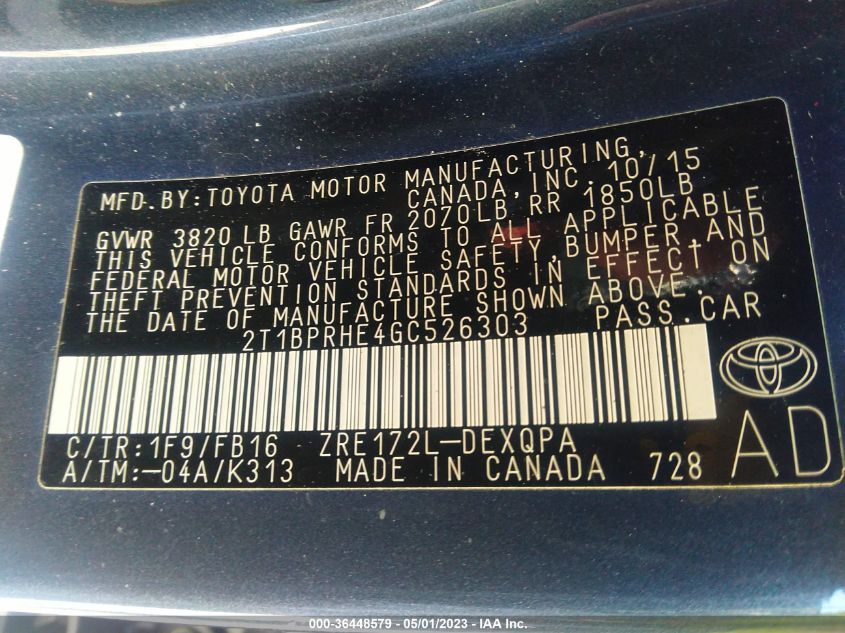 MFD.BY:TOYOTA MOTOR MANUFACTURING,
CANADA,INC. 10/15
GVWR 3820 LB GAWR FR 2070LB,RR 1850LB
THIS VEHICLE CONFORMS TO ALL APPLICABLE
FEDERAL MOTOR VEHICLE SAFETY,BUMPER,AND
THEFT PREVENTION STANDARDS IN EFFECT ON
THE DATE OF MANUFACTURE SHOWN ABOVE.
2T1BPRHE4GC526303 PASS.CAR
C/TR:1F9/FB16 ZRE172L-DEXQPA
A/TM:-04A/K313 MADE IN CANADA 728
AD
000-36448579 - 05/01/2023 - IAA Inc.